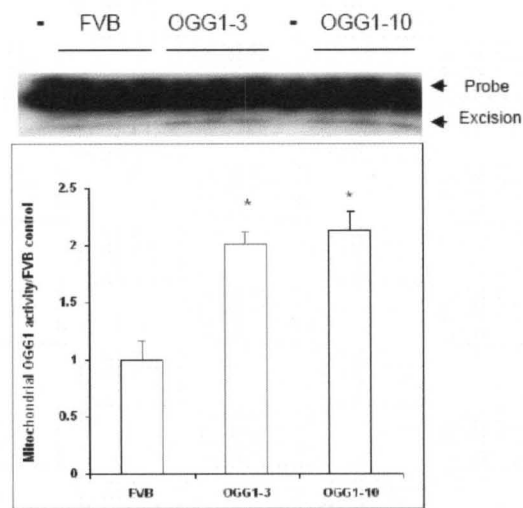 - FVB OGG1-3 - OGG1-10
Probe
Excision
2.5
*
*
2
1.5
1
0.5
0
Mitochondrial OGG1 activity/FVB control
FVB OGG1-3 OGG1-10